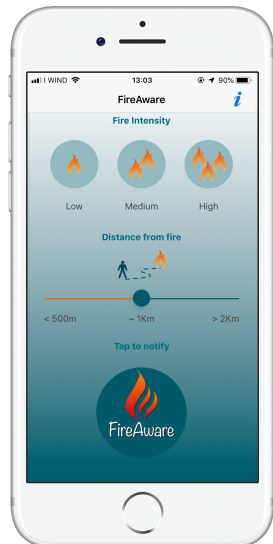 I WIND 13:03 90%
FireAware i
Fire Intensity
Low Medium High
Distance from fire
< 500m ~ 1Km > 2Km
Tap to notify
FireAware